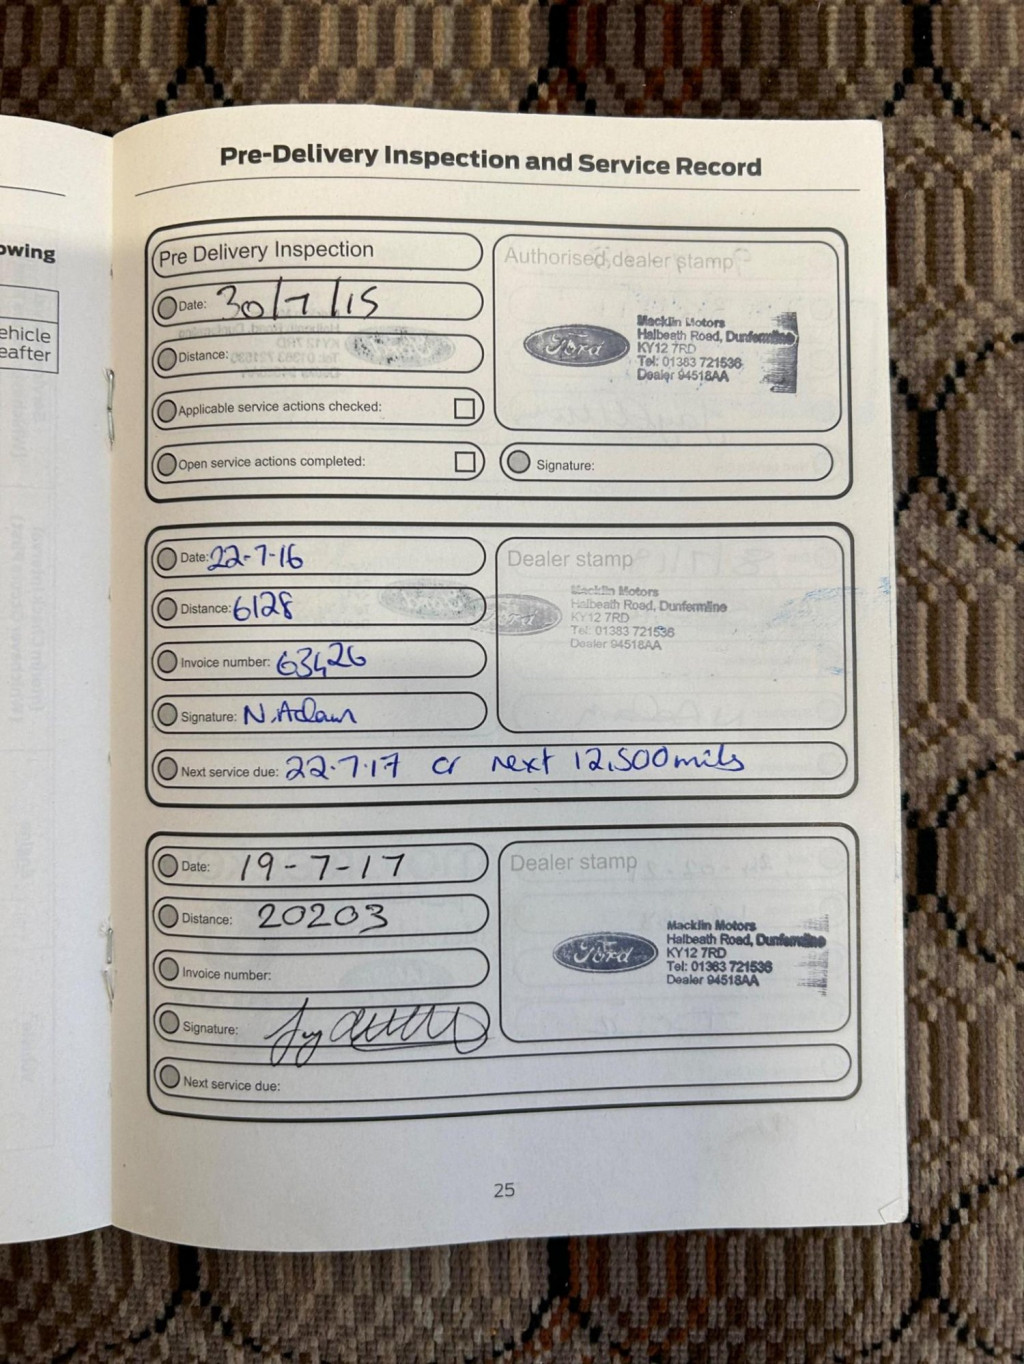 Pre-Delivery Inspection and Service Record
owing
ehicle
eafter
Pre Delivery Inspection
Date: 30/7/15
Distance:
Applicable service actions checked:
Open service actions completed:
Authorised dealer stamp
Ford
Macklin Motors
Halbeath Road, Dunfermline
KY12 7RD
Tel: 01383 721536
Dealer 94518AA
Signature:
Date: 22-7-16
Distance: 6128
Invoice number: 63426
Signature: N.Adam
Next service due: 22.7.17 or next 12,500 mils
Dealer stamp
Ford
Macklin Motors
Halbeath Road, Dunfermline
KY12 7RD
Tel: 01383 721536
Dealer 94518AA
Date: 19-7-17
Distance: 20203
Invoice number:
Signature:
Next service due:
Dealer stamp
Ford
Macklin Motors
Halbeath Road, Dunfermline
KY12 7RD
Tel: 01383 721536
Dealer 94518AA
25